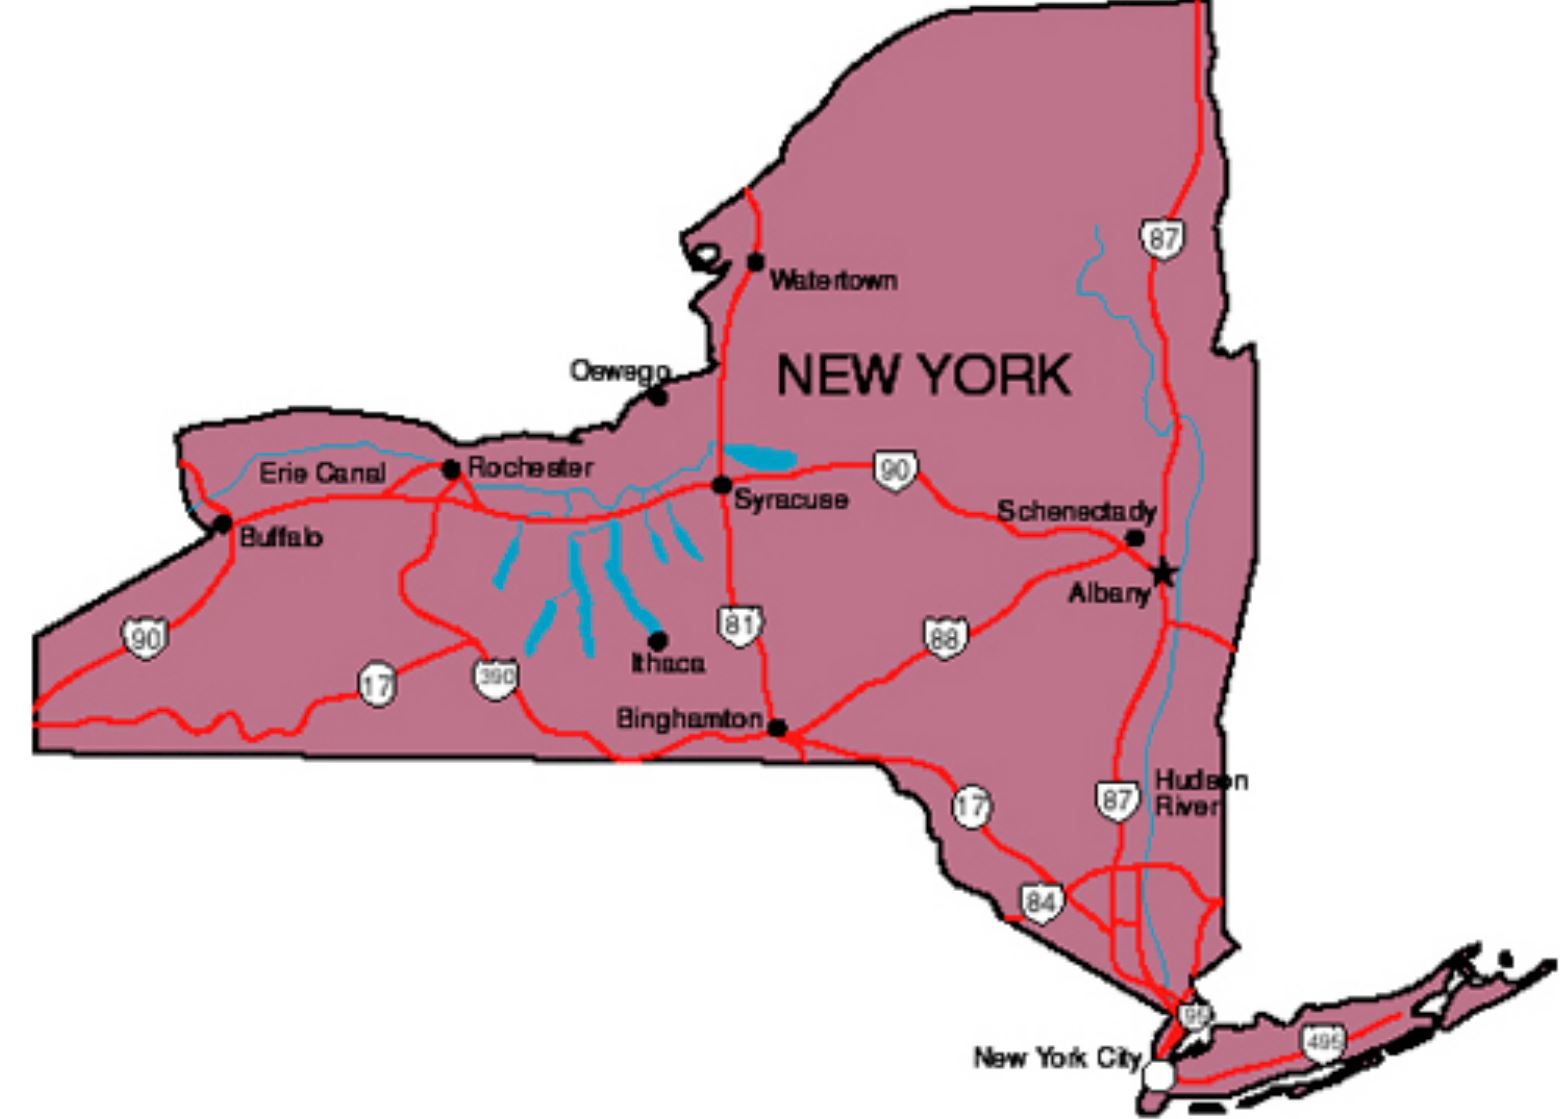 87
Watertown
Oswego
NEW YORK
Erie Canal
Rochester
90
Syracuse
Schenectady
Buffalo
Albany
90
81
88
Ithaca
17
390
Binghamton
Hudson
River
87
17
84
95
495
New York City